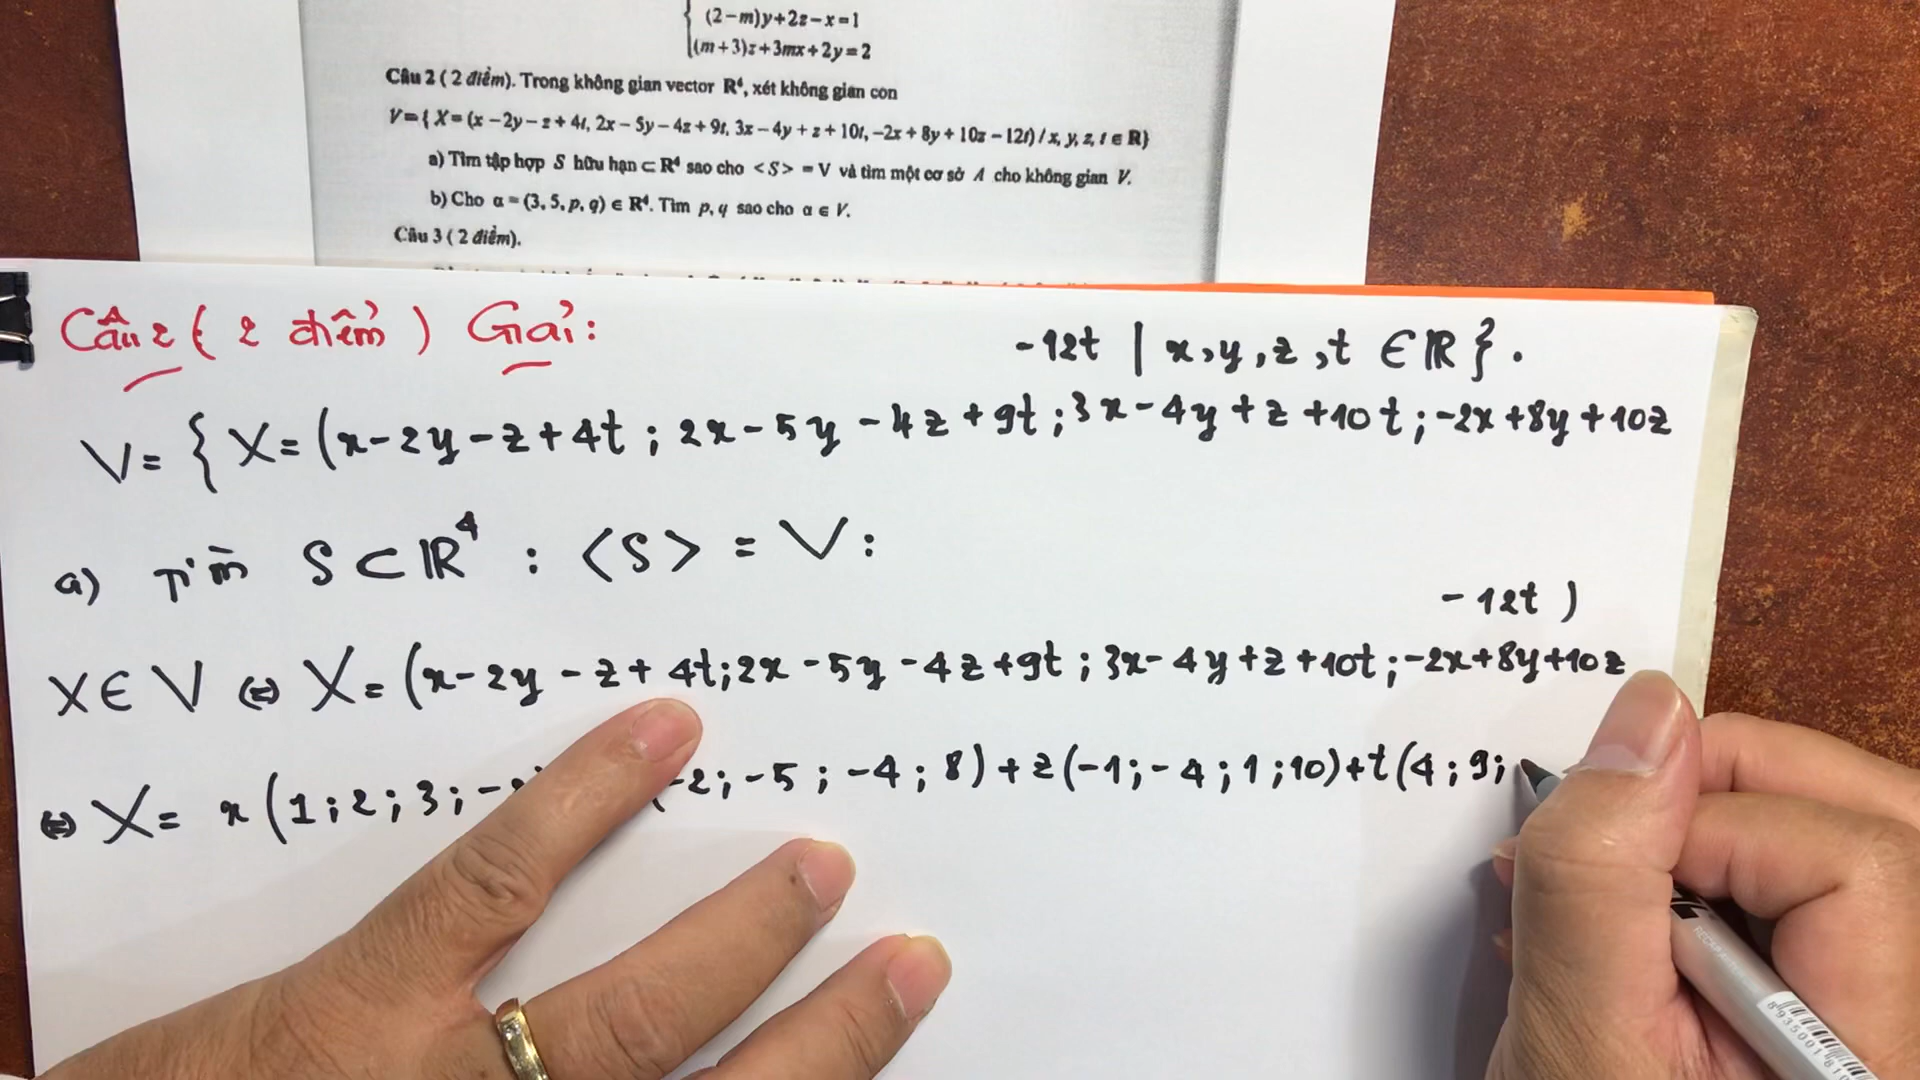 (2−m)y+2z−x=1
(m+3)z+3mx+2y=2
Câu 2 ( 2 điểm). Trong không gian vector R⁴, xét không gian con
V={ X=(x −2y − z + 4t, 2x − 5y − 4z + 9t, 3x − 4y + z + 10t, −2x + 8y + 10z − 12t) / x, y, z, t ∈ R}
a) Tìm tập hợp S hữu hạn ⊂ R⁴ sao cho <S> = V và tìm một cơ sở A cho không gian V.
b) Cho α = (3, 5, p, q) ∈ R⁴. Tìm p, q sao cho α ∈ V.
Câu 3 ( 2 điểm).
Câu 2 ( 2 điểm ) Giải:
-12t | x,y,z,t ∈ R }.
V= { X= (x-2y-z+4t ; 2x-5y-4z+9t ; 3x-4y+z+10t ; -2x+8y+10z
a) Tìm S ⊂ R⁴ : <S> = V :
-12t )
X ∈ V ⇔ X= (x-2y-z+4t ; 2x-5y-4z+9t ; 3x-4y+z+10t ; -2x+8y+10z
⇔ X= x (1 ; 2 ; 3 ; -2 ; -5 ; -4 ; 8) + z (-1 ; -4 ; 1 ; 10) + t (4 ; 9 ;